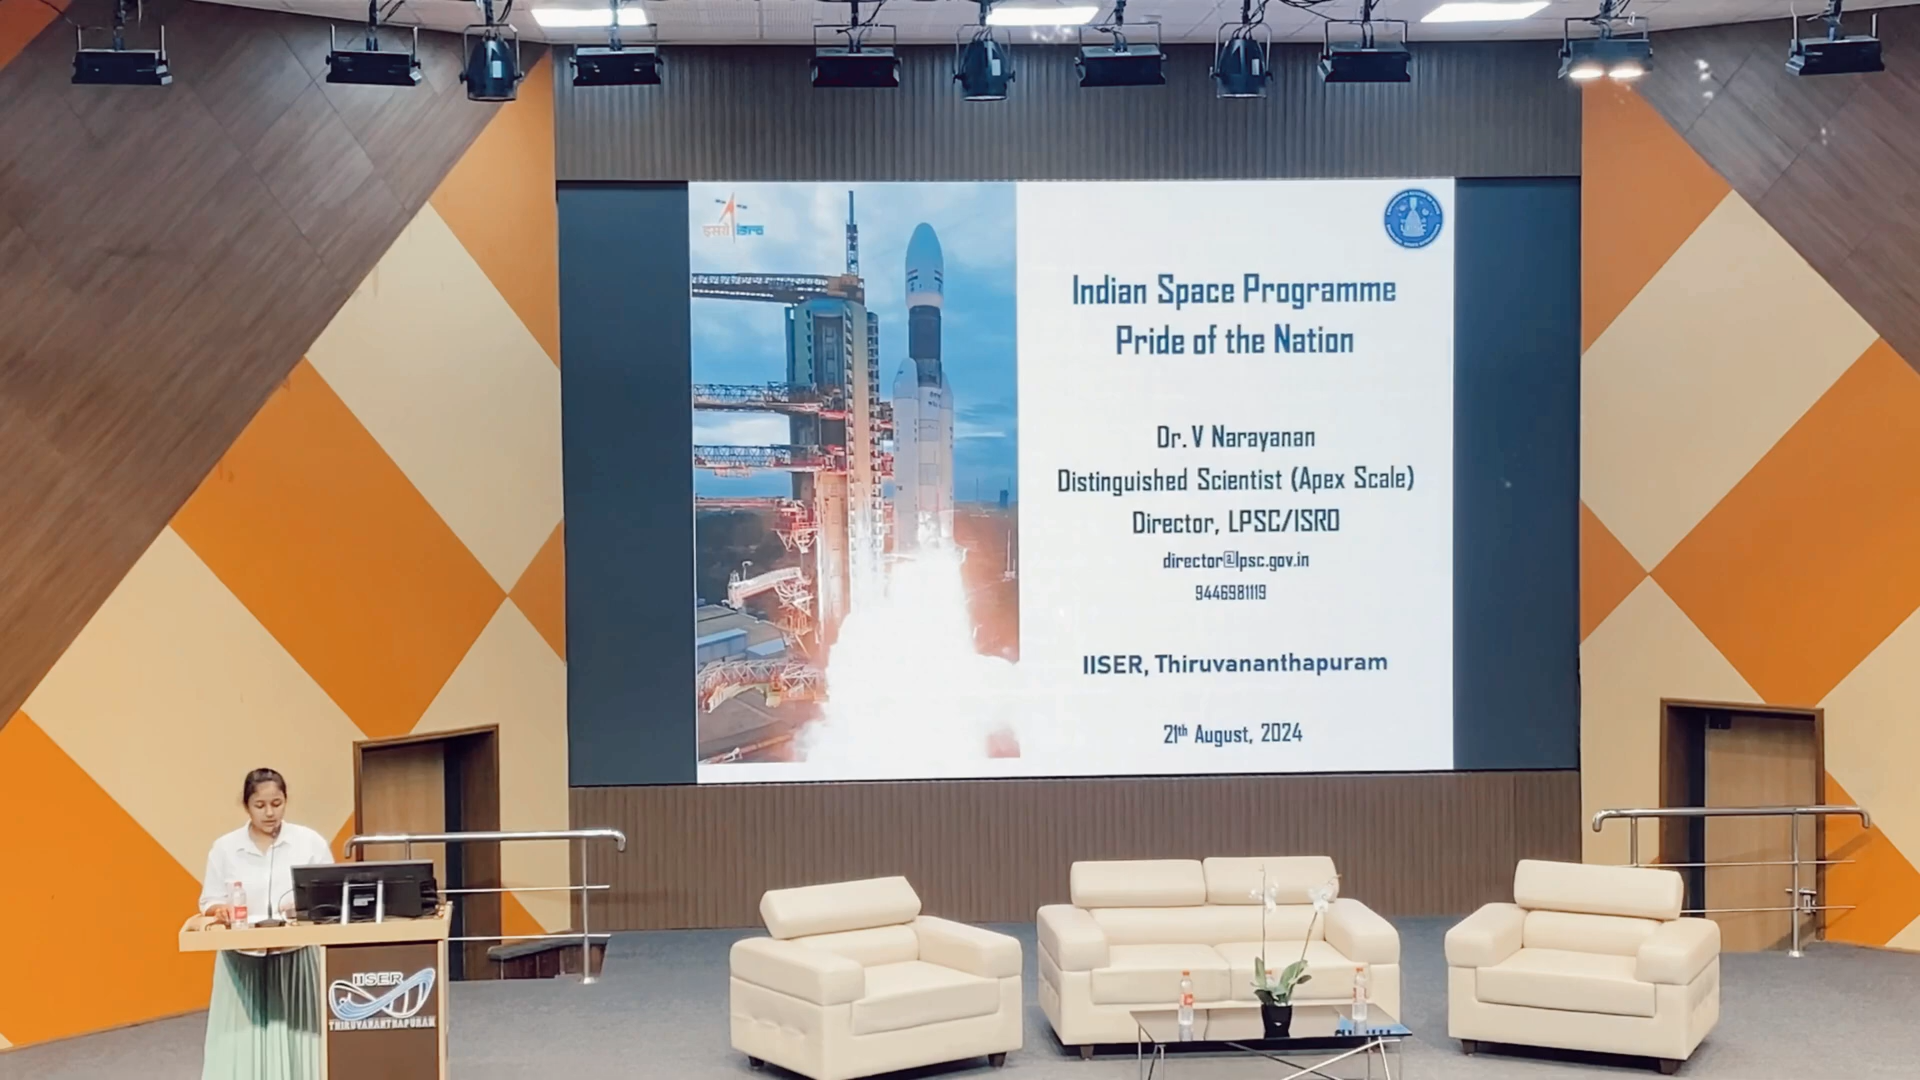 इसरो isro
Indian Space Programme
Pride of the Nation
Dr. V Narayanan
Distinguished Scientist (Apex Scale)
Director, LPSC/ISRO
director@lpsc.gov.in
9446981119
IISER, Thiruvananthapuram
21th August, 2024
IISER
THIRUVANANTHAPURAM